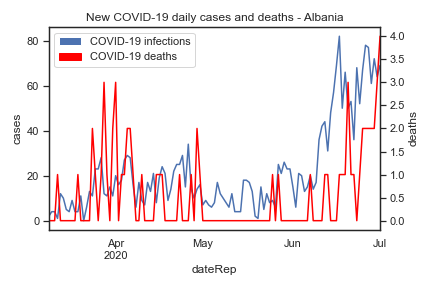 New COVID-19 daily cases and deaths - Albania
COVID-19 infections
COVID-19 deaths
80
60
40
20
0
cases
4.0
3.5
3.0
2.5
2.0
1.5
1.0
0.5
0.0
deaths
Apr
2020
May
Jun
Jul
dateRep